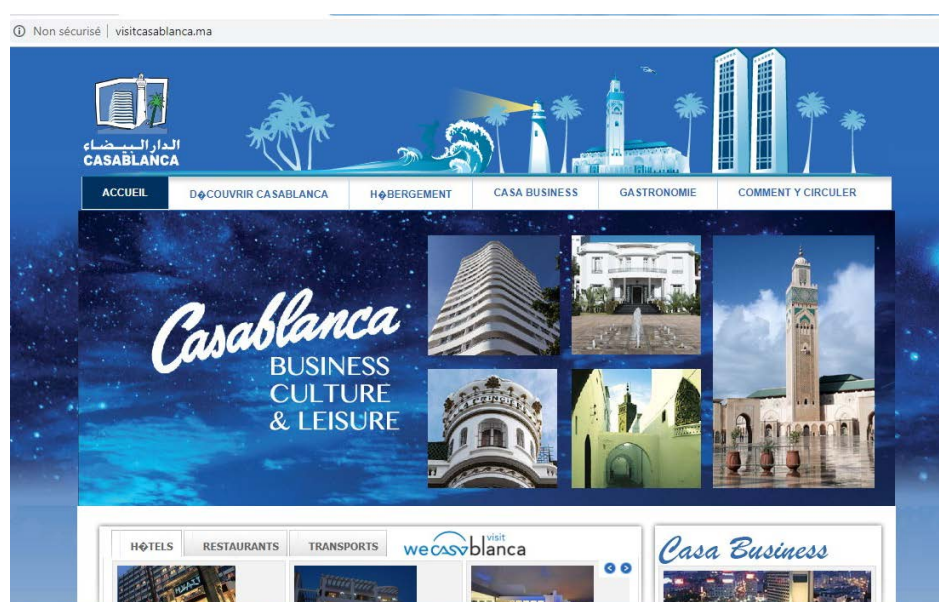 Non sécurisé | visitcasablanca.ma
الدار البيضاء
CASABLANCA
ACCUEIL D�COUVRIR CASABLANCA H�BERGEMENT CASA BUSINESS GASTRONOMIE COMMENT Y CIRCULER
Casablanca
BUSINESS
CULTURE
& LEISURE
H�TELS RESTAURANTS TRANSPORTS wecasablanca visit
Casa Business